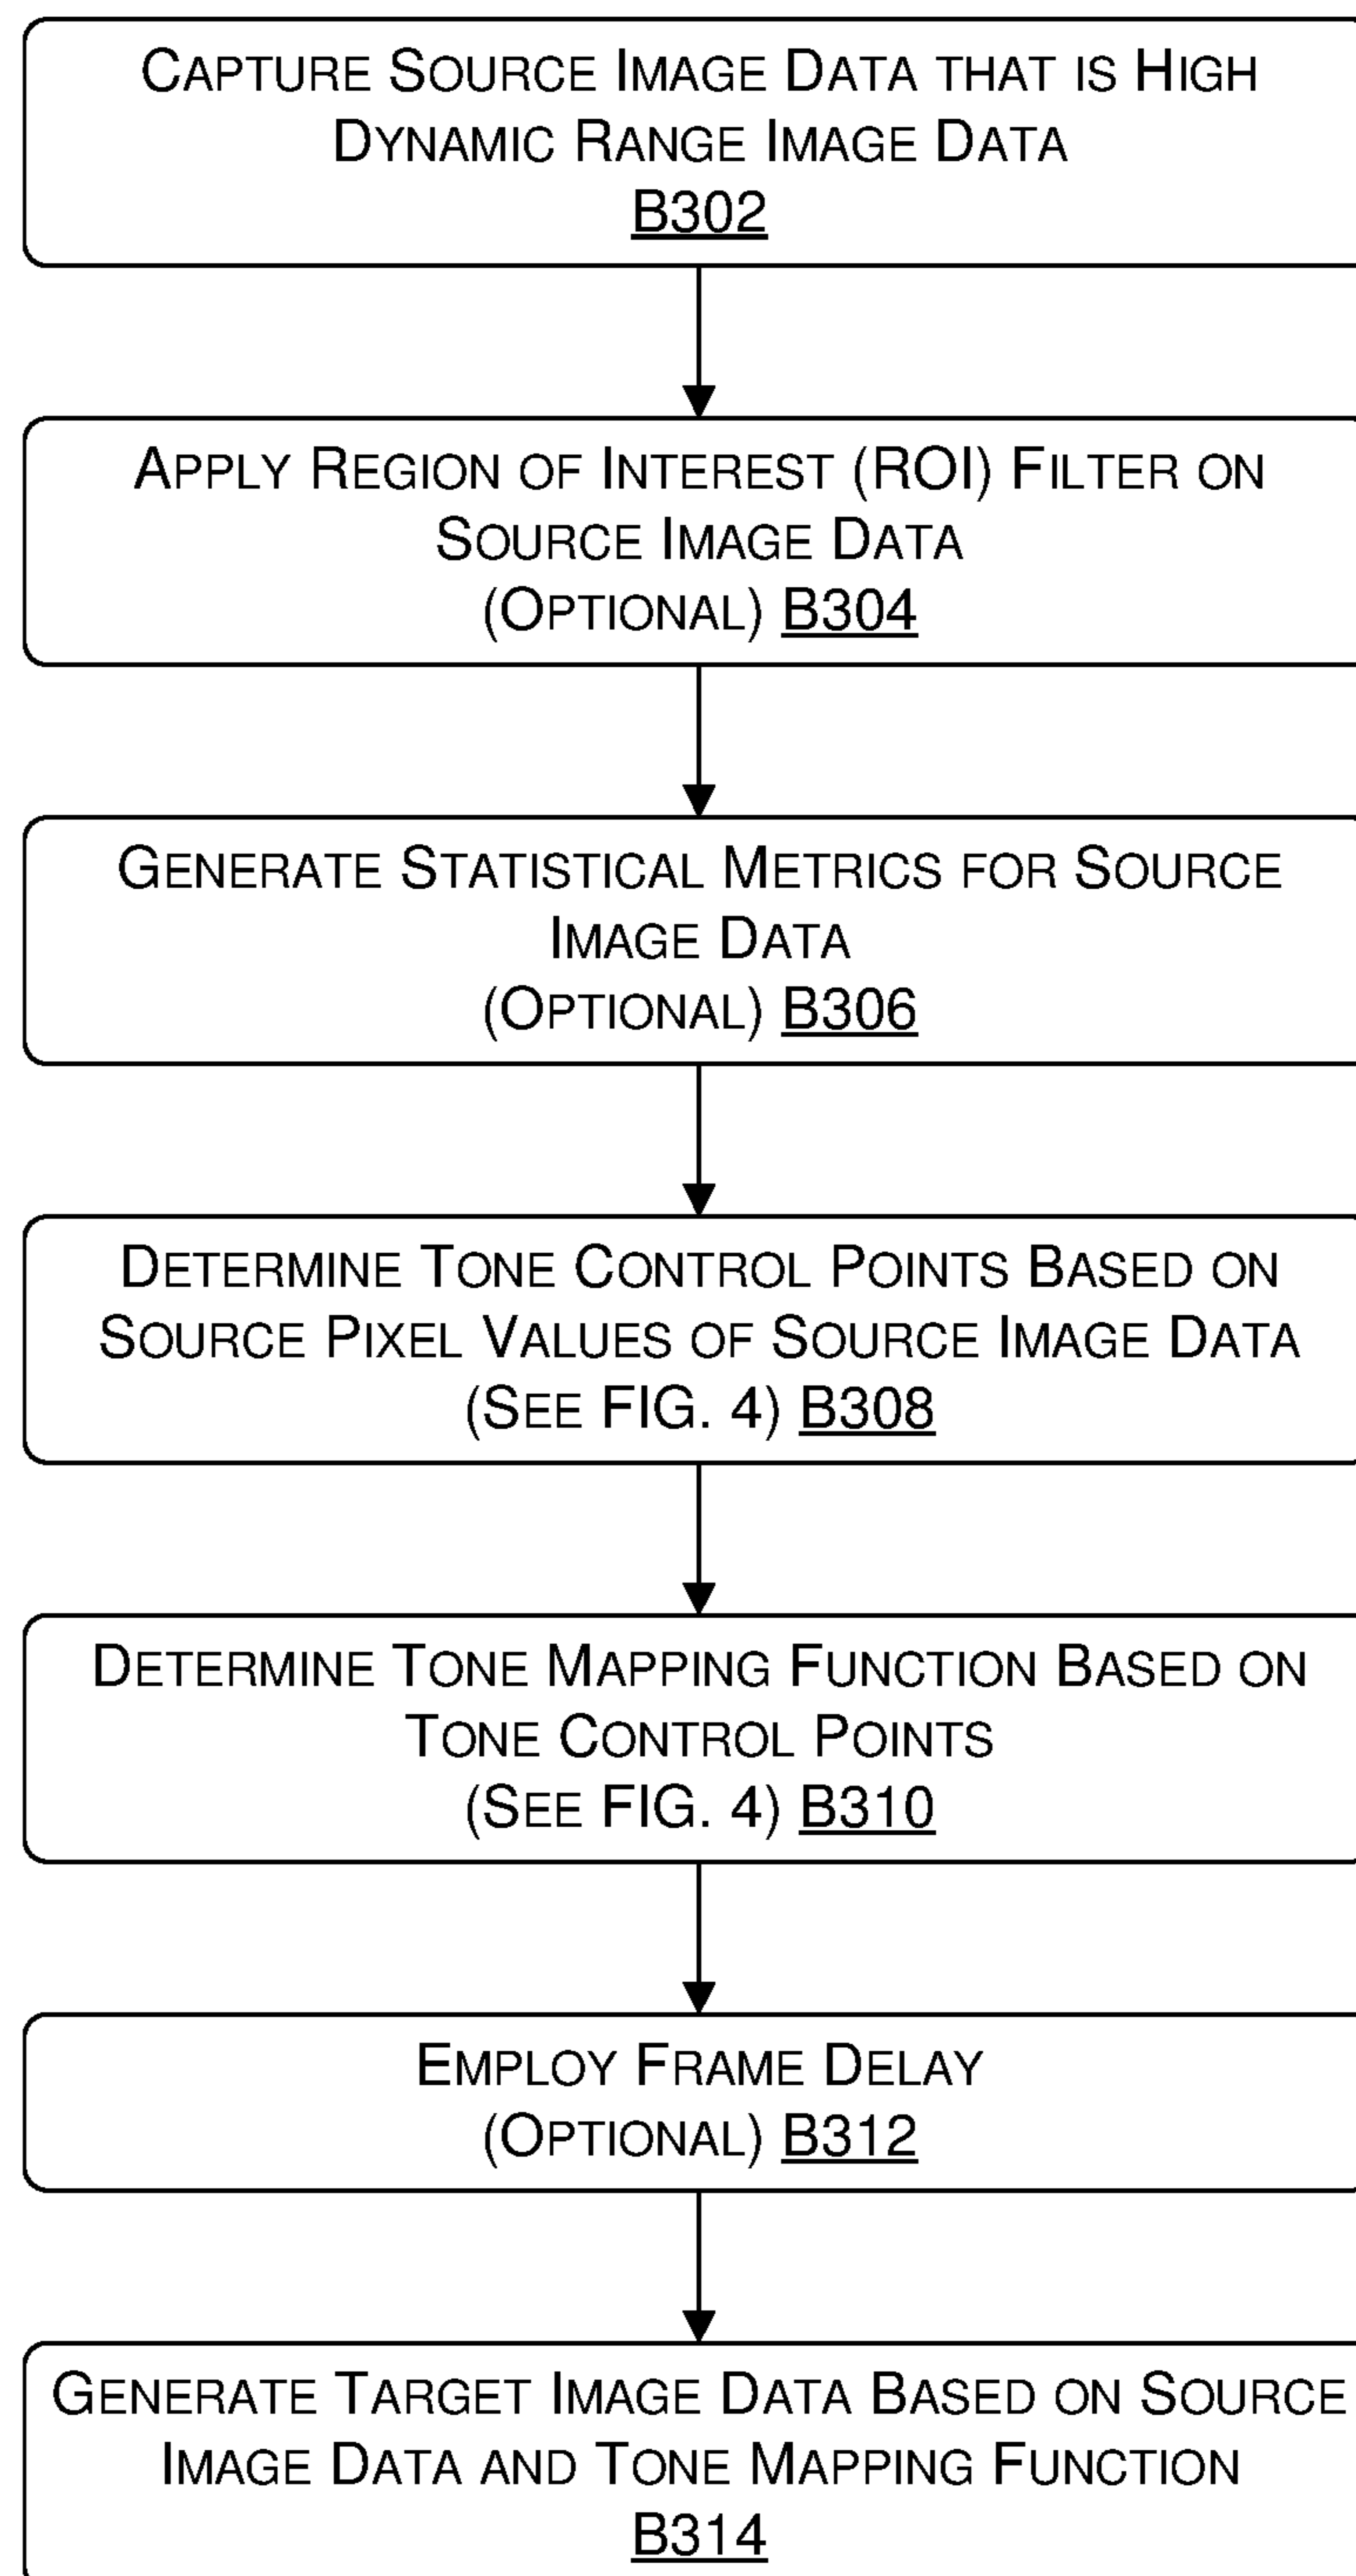 CAPTURE SOURCE IMAGE DATA THAT IS HIGH
DYNAMIC RANGE IMAGE DATA
B302
APPLY REGION OF INTEREST (ROI) FILTER ON
SOURCE IMAGE DATA
(OPTIONAL) B304
GENERATE STATISTICAL METRICS FOR SOURCE
IMAGE DATA
(OPTIONAL) B306
DETERMINE TONE CONTROL POINTS BASED ON
SOURCE PIXEL VALUES OF SOURCE IMAGE DATA
(SEE FIG. 4) B308
DETERMINE TONE MAPPING FUNCTION BASED ON
TONE CONTROL POINTS
(SEE FIG. 4) B310
EMPLOY FRAME DELAY
(OPTIONAL) B312
GENERATE TARGET IMAGE DATA BASED ON SOURCE
IMAGE DATA AND TONE MAPPING FUNCTION
B314